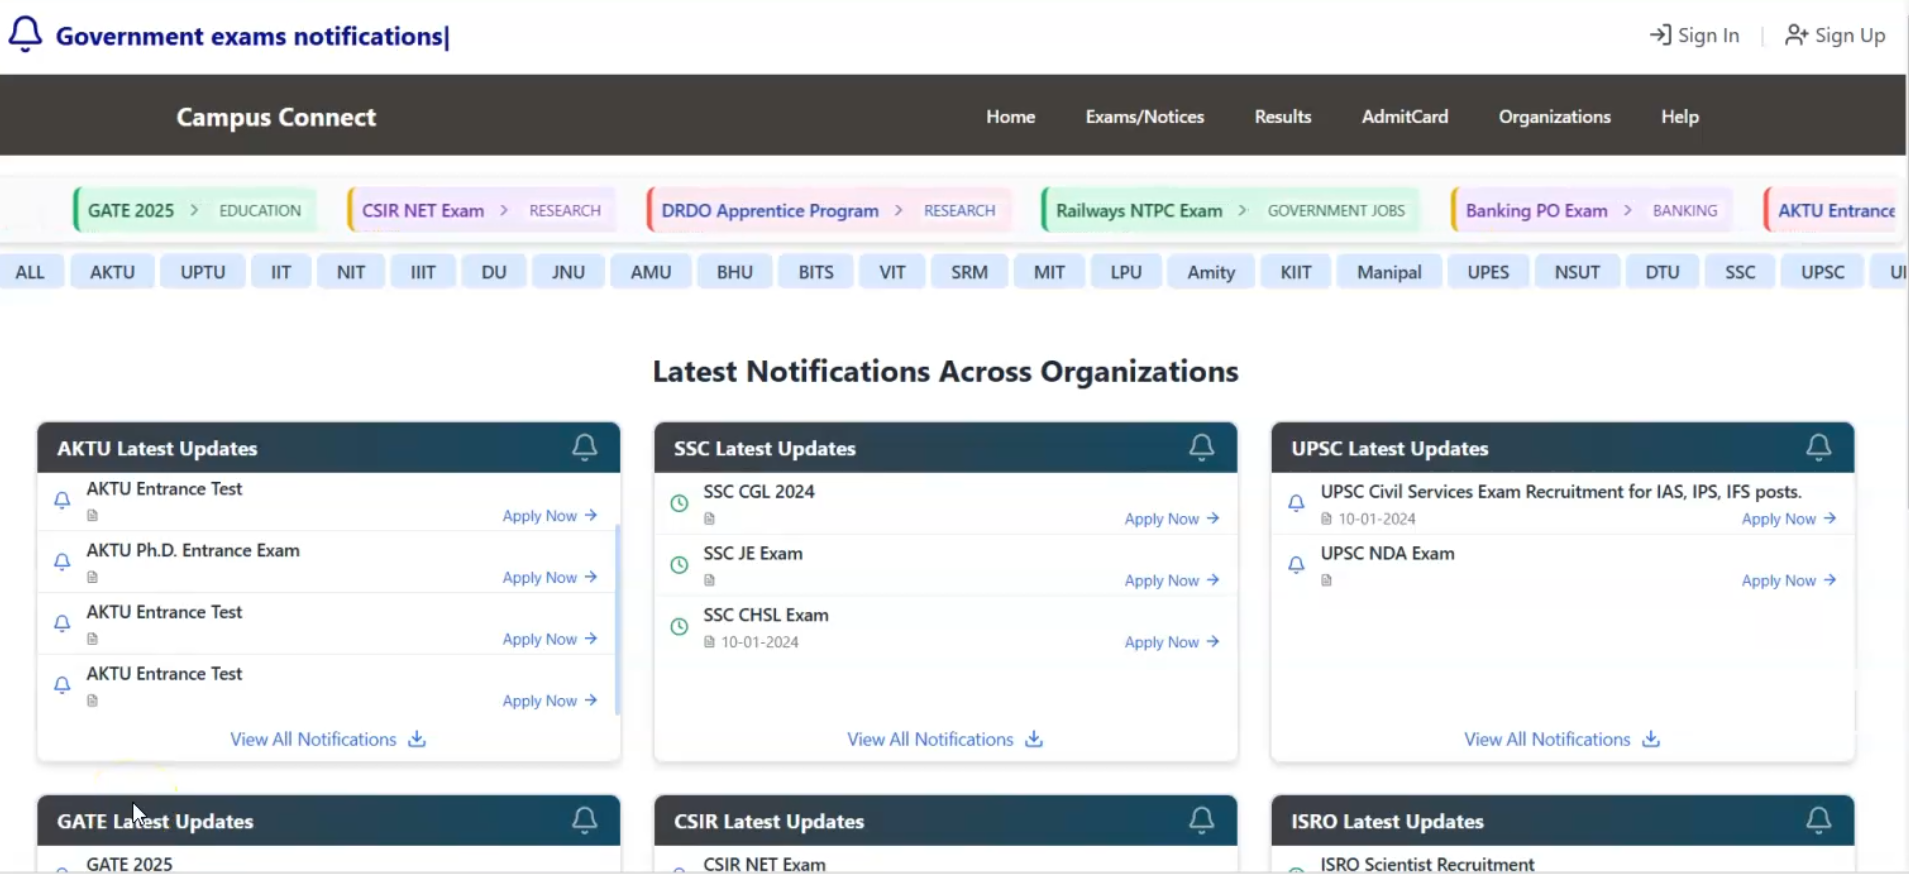 Government exams notifications|
Sign In | Sign Up
Campus Connect
Home Exams/Notices Results AdmitCard Organizations Help
GATE 2025 > EDUCATION
CSIR NET Exam > RESEARCH
DRDO Apprentice Program > RESEARCH
Railways NTPC Exam > GOVERNMENT JOBS
Banking PO Exam > BANKING
AKTU Entrance
ALL AKTU UPTU IIT NIT IIIT DU JNU AMU BHU BITS VIT SRM MIT LPU Amity KIIT Manipal UPES NSUT DTU SSC UPSC
Latest Notifications Across Organizations
AKTU Latest Updates
AKTU Entrance Test
Apply Now →
AKTU Ph.D. Entrance Exam
Apply Now →
AKTU Entrance Test
Apply Now →
AKTU Entrance Test
Apply Now →
View All Notifications
SSC Latest Updates
SSC CGL 2024
Apply Now →
SSC JE Exam
Apply Now →
SSC CHSL Exam
10-01-2024 Apply Now →
View All Notifications
UPSC Latest Updates
UPSC Civil Services Exam Recruitment for IAS, IPS, IFS posts.
10-01-2024 Apply Now →
UPSC NDA Exam
Apply Now →
View All Notifications
GATE Latest Updates
GATE 2025
CSIR Latest Updates
CSIR NET Exam
ISRO Latest Updates
ISRO Scientist Recruitment